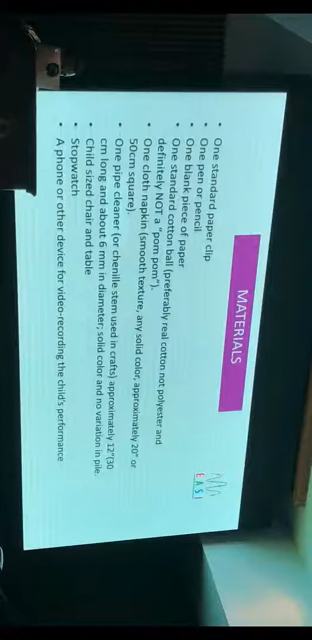 MATERIALS
EASI
• One standard paper clip
• One pen or pencil
• One blank piece of paper
• One standard cotton ball (preferably real cotton not polyester and
definitely NOT a "pom pom").
• One cloth napkin (smooth texture, any solid color, approximately 20" or
50cm square).
• One pipe cleaner (or chenille stem used in crafts) approximately 12"(30
cm long and about 6 mm in diameter; solid color and no variation in pile.
• Child sized chair and table
• Stopwatch
• A phone or other device for video-recording the child's performance